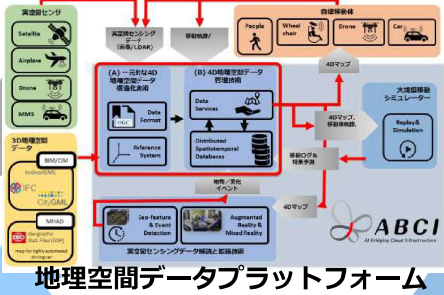 実空間センサ
Satellite
Airplane
Drone
MMS
実空間センシング
データ
(画像/LiDAR)
移動軌跡/
自律移動体
People
Wheel
chair
Drone
Car
4Dマップ
(A) 一元的な4D
地理空間データ
構造化技術
Data
Format
OGC
Reference
System
(B) 4D地理空間データ
管理技術
Data
Services
Distributed
Spatiotemporal
Databases
4Dマップ、
移動体軌跡、
大規模移動
シミュレーター
Replay&
Simulation
移動ログ&
将来予測
3D地理空間
データ
BIM/CIM
IFC
CityGML
ISO
地物/変化
イベント
Geo-feature
& Event
Detection
Augmented
Reality &
Mixed Reality
4Dマップ
実空間センシングデータ解読と拡張技術
ABCI
AI Bridging Cloud Infrastructure
地理空間データプラットフォーム